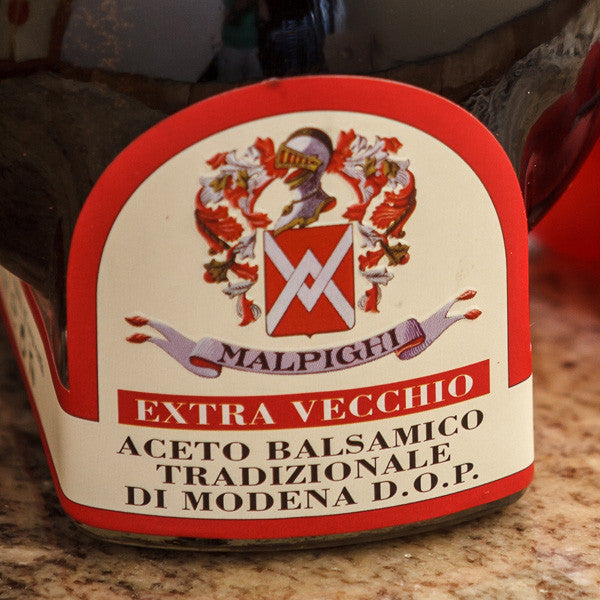 MALPIGHI
EXTRA VECCHIO
ACETO BALSAMICO
TRADIZIONALE
DI MODENA D.O.P.